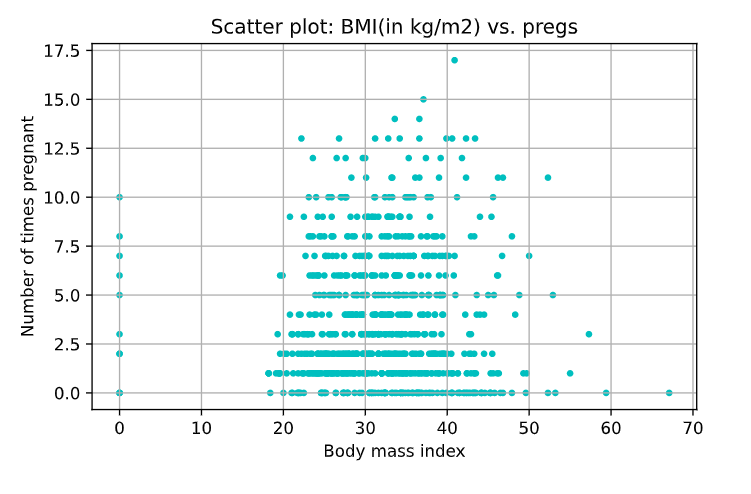 Scatter plot: BMI(in kg/m2) vs. pregs
17.5
15.0
12.5
10.0
7.5
5.0
2.5
0.0
Number of times pregnant
0 10 20 30 40 50 60 70
Body mass index